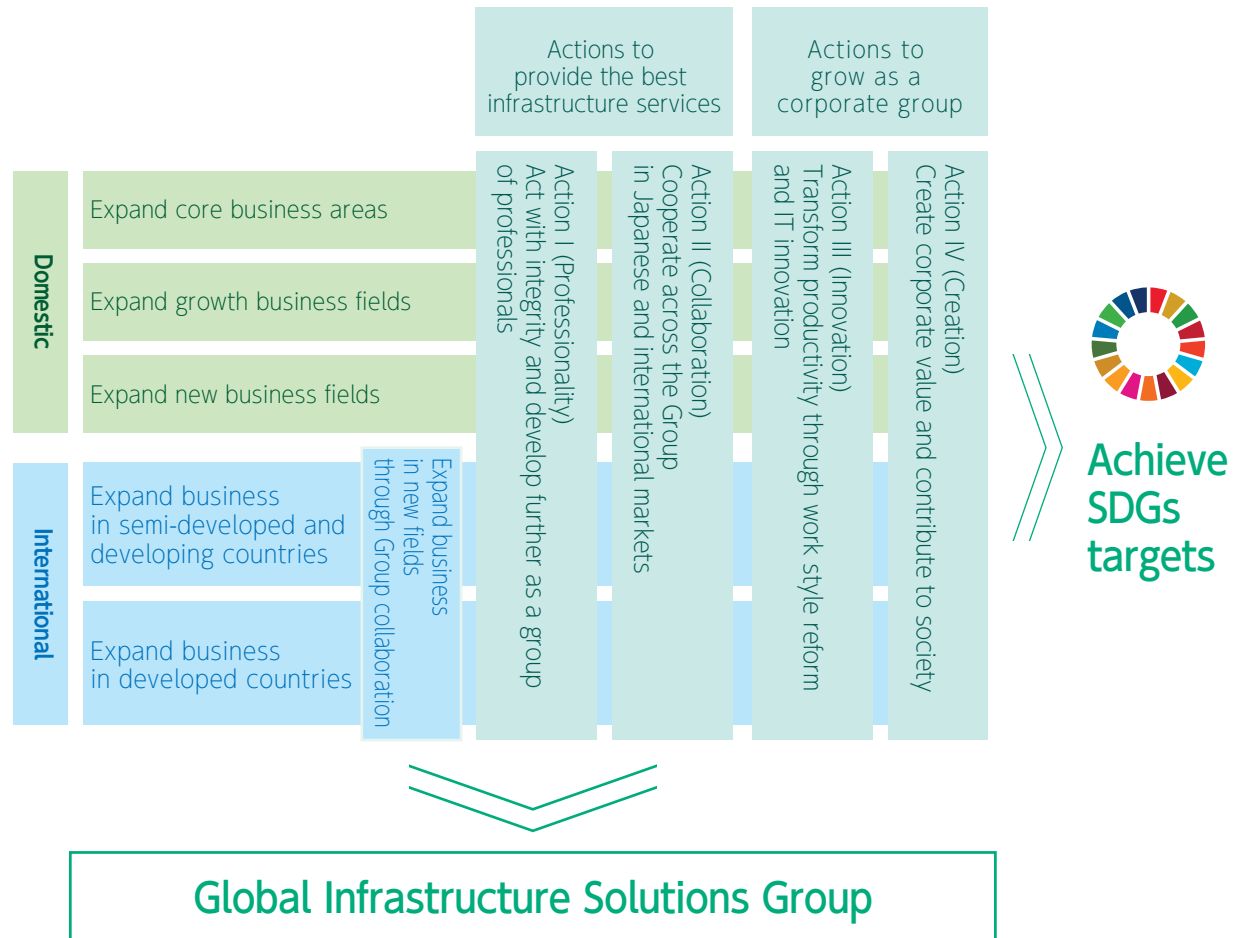 Actions to
provide the best
infrastructure services
Actions to
grow as a
corporate group
Domestic
Expand core business areas
Expand growth business fields
Expand new business fields
International
Expand business
in semi-developed and
developing countries
Expand business
in developed countries
Expand business
in new fields
through Group collaboration
Action I (Professionality)
Act with integrity and develop further as a group
of professionals
Action II (Collaboration)
Cooperate across the Group
in Japanese and international markets
Action III (Innovation)
Transform productivity through work style reform
and IT innovation
Action IV (Creation)
Create corporate value and contribute to society
Achieve
SDGs
targets
Global Infrastructure Solutions Group